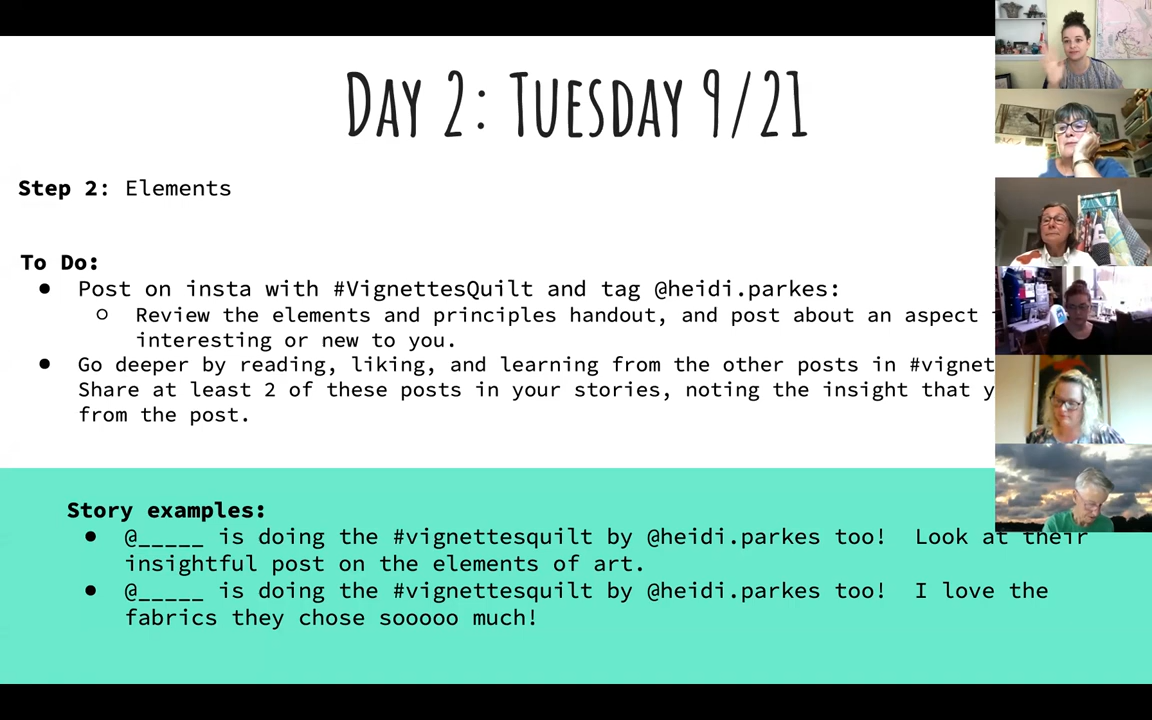 Day 2: Tuesday 9/21
Step 2: Elements
To Do:
● Post on insta with #VignettesQuilt and tag @heidi.parkes:
○ Review the elements and principles handout, and post about an aspect
interesting or new to you.
● Go deeper by reading, liking, and learning from the other posts in #vignet
Share at least 2 of these posts in your stories, noting the insight that y
from the post.
Story examples:
● @_____ is doing the #vignettesquilt by @heidi.parkes too! Look at their
insightful post on the elements of art.
● @_____ is doing the #vignettesquilt by @heidi.parkes too! I love the
fabrics they chose sooooo much!